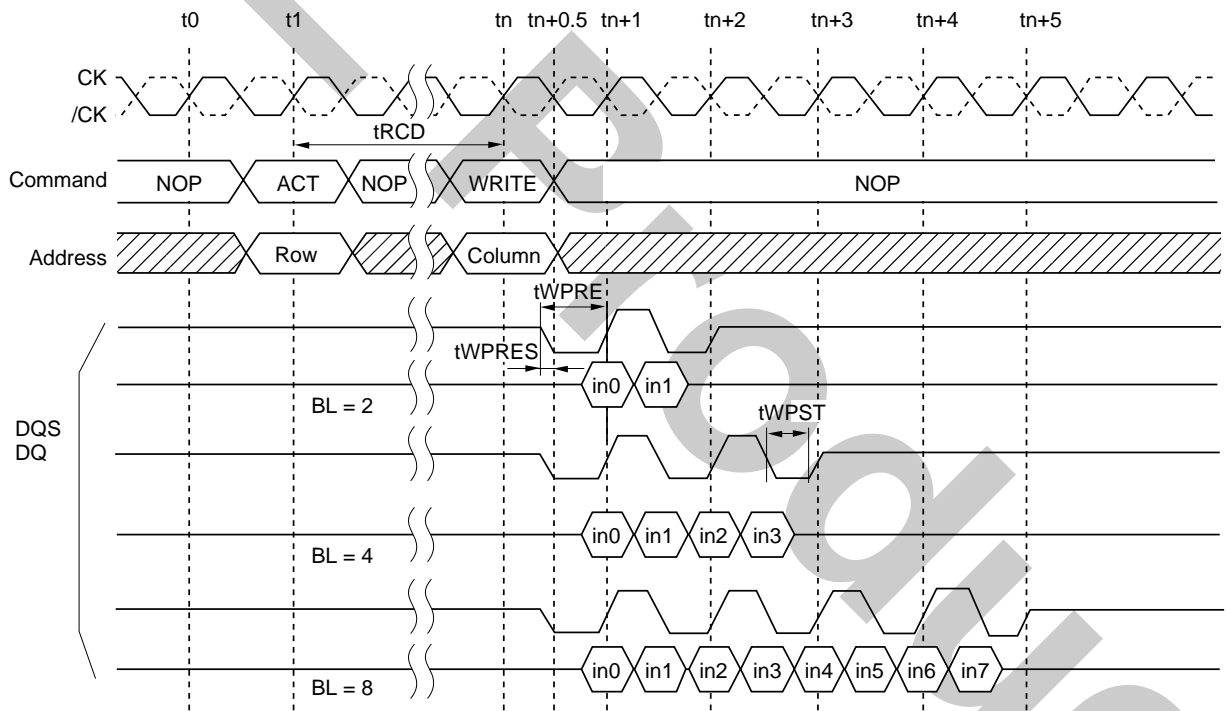 t0 t1 tn tn+0.5 tn+1 tn+2 tn+3 tn+4 tn+5
CK
/CK
tRCD
Command NOP ACT NOP WRITE NOP
Address Row Column
tWPRE
tWPRES
in0 in1
BL = 2
tWPST
DQS
DQ
in0 in1 in2 in3
BL = 4
in0 in1 in2 in3 in4 in5 in6 in7
BL = 8